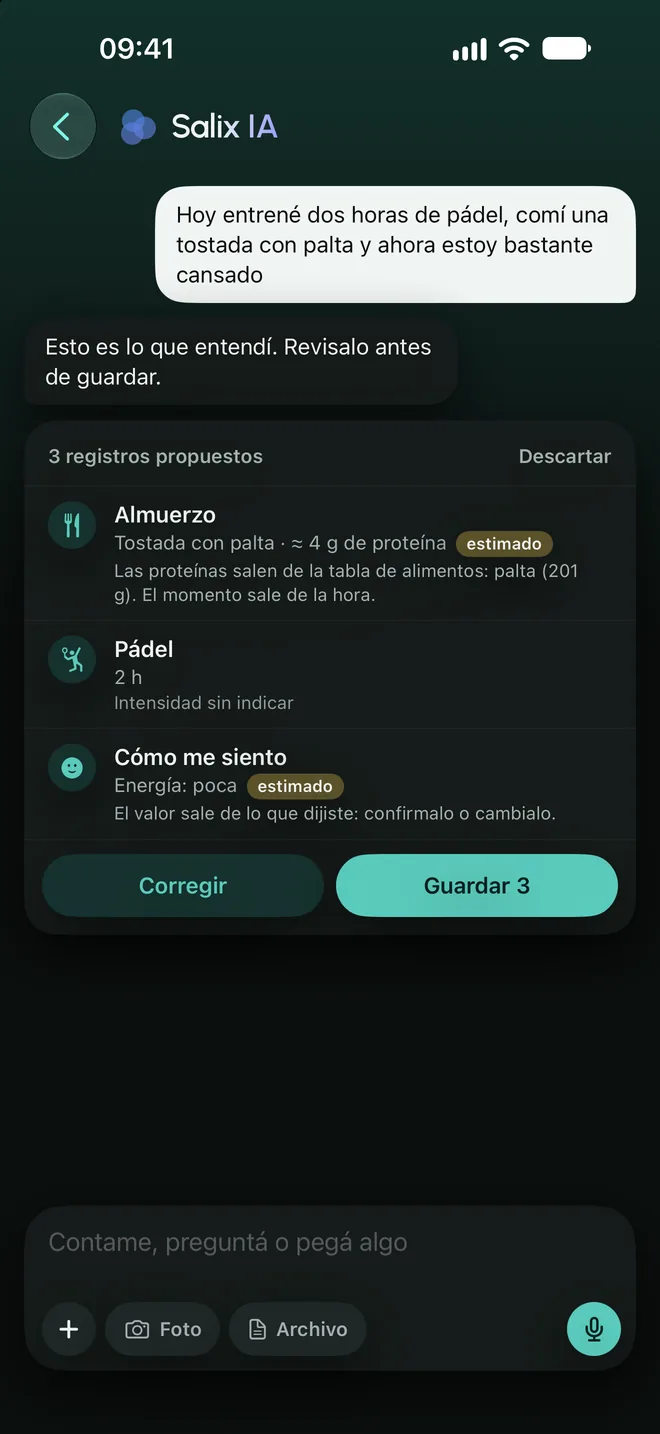 09:41
Salix IA
Hoy entrené dos horas de pádel, comí una
tostada con palta y ahora estoy bastante
cansado
Esto es lo que entendí. Revisalo antes
de guardar.
3 registros propuestos
Descartar
Almuerzo
Tostada con palta · ≈ 4 g de proteína estimado
Las proteínas salen de la tabla de alimentos: palta (201
g). El momento sale de la hora.
Pádel
2 h
Intensidad sin indicar
Cómo me siento
Energía: poca estimado
El valor sale de lo que dijiste: confirmalo o cambialo.
Corregir
Guardar 3
Contame, preguntá o pegá algo
Foto
Archivo